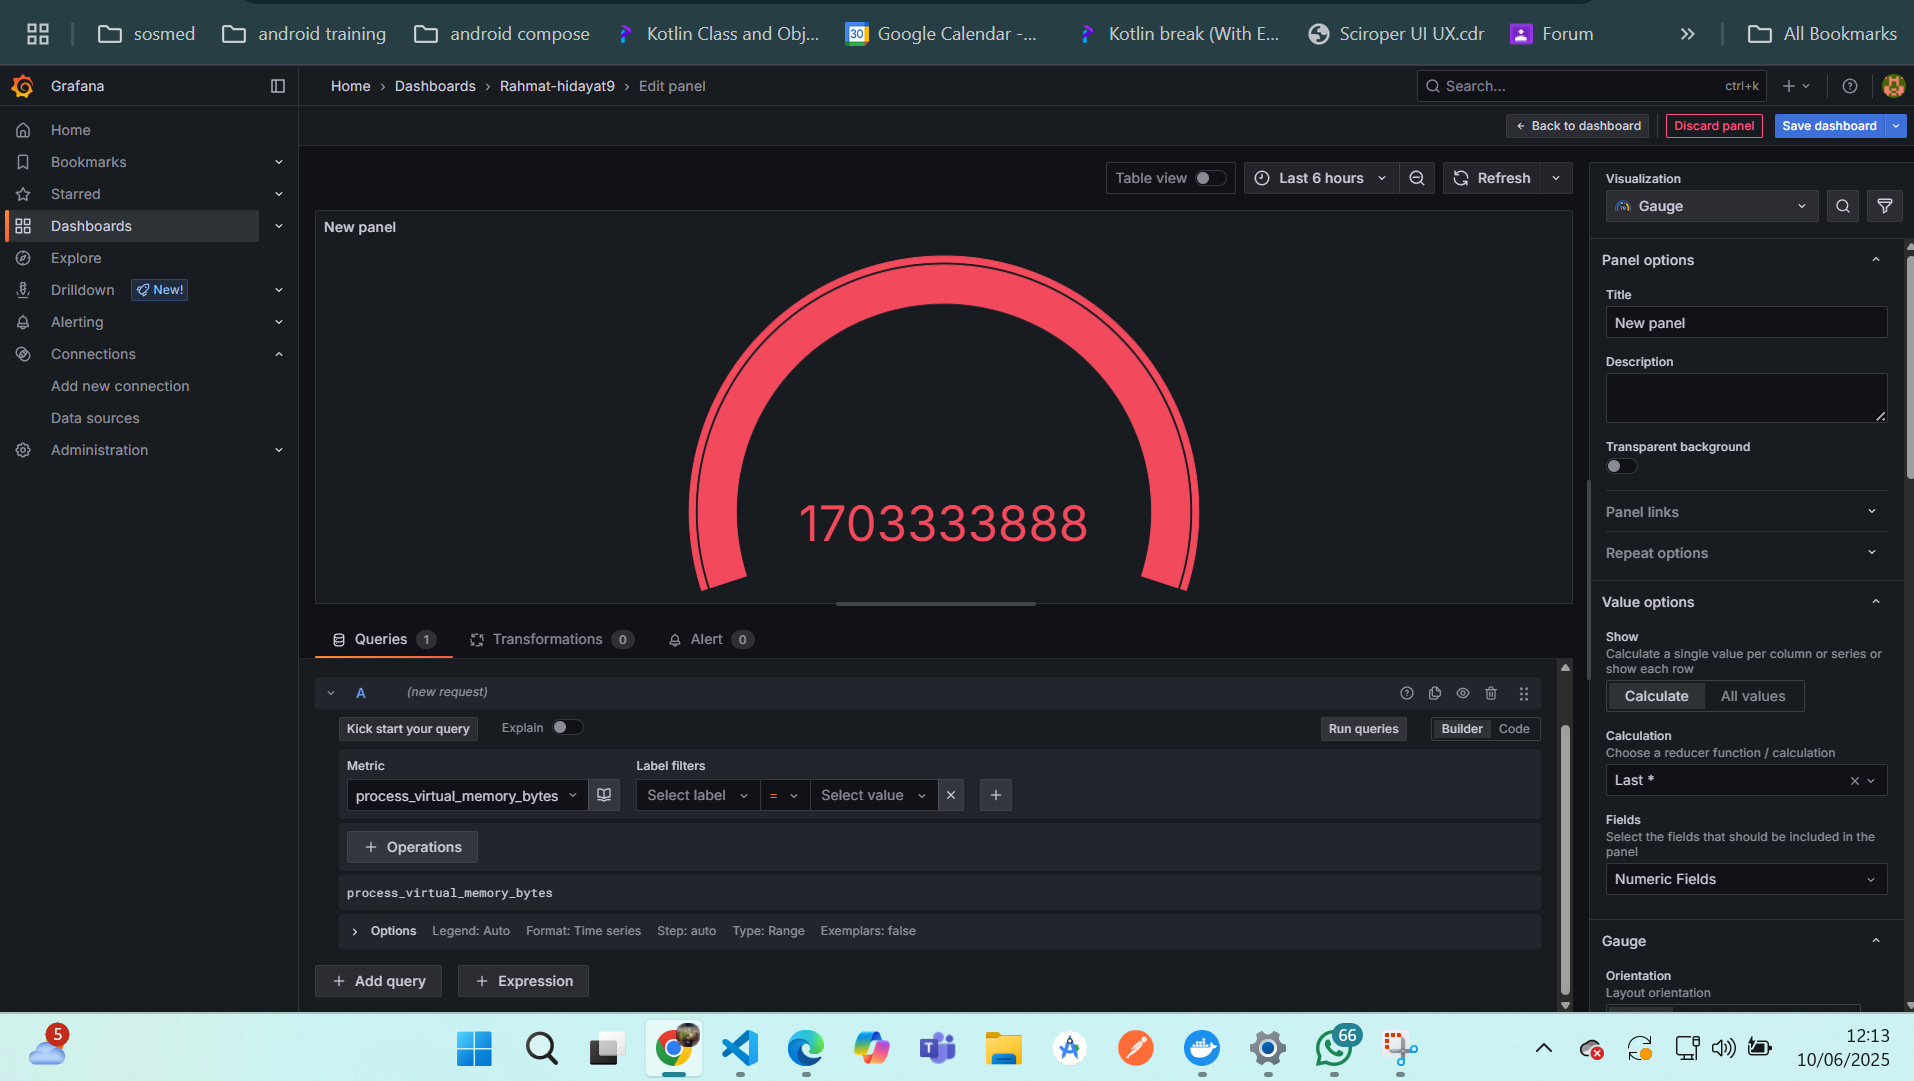 sosmed
android training
android compose
Kotlin Class and Obj...
30
Google Calendar -...
Kotlin break (With E...
Sciroper UI UX.cdr
Forum
All Bookmarks
Grafana
Home › Dashboards › Rahmat-hidayat9 › Edit panel
Search...
ctrl+k
Back to dashboard
Discard panel
Save dashboard
Home
Bookmarks
Starred
Dashboards
Explore
Drilldown
New!
Alerting
Connections
Add new connection
Data sources
Administration
Table view
Last 6 hours
Refresh
New panel
1703333888
Queries 1
Transformations 0
Alert 0
A
(new request)
Kick start your query
Explain
Run queries
Builder
Code
Metric
process_virtual_memory_bytes
Label filters
Select label
=
Select value
+ Operations
process_virtual_memory_bytes
Options
Legend: Auto
Format: Time series
Step: auto
Type: Range
Exemplars: false
+ Add query
+ Expression
Visualization
Gauge
Panel options
Title
New panel
Description
Transparent background
Panel links
Repeat options
Value options
Show
Calculate a single value per column or series or
show each row
Calculate
All values
Calculation
Choose a reducer function / calculation
Last *
Fields
Select the fields that should be included in the
panel
Numeric Fields
Gauge
Orientation
Layout orientation
5
66
12:13
10/06/2025